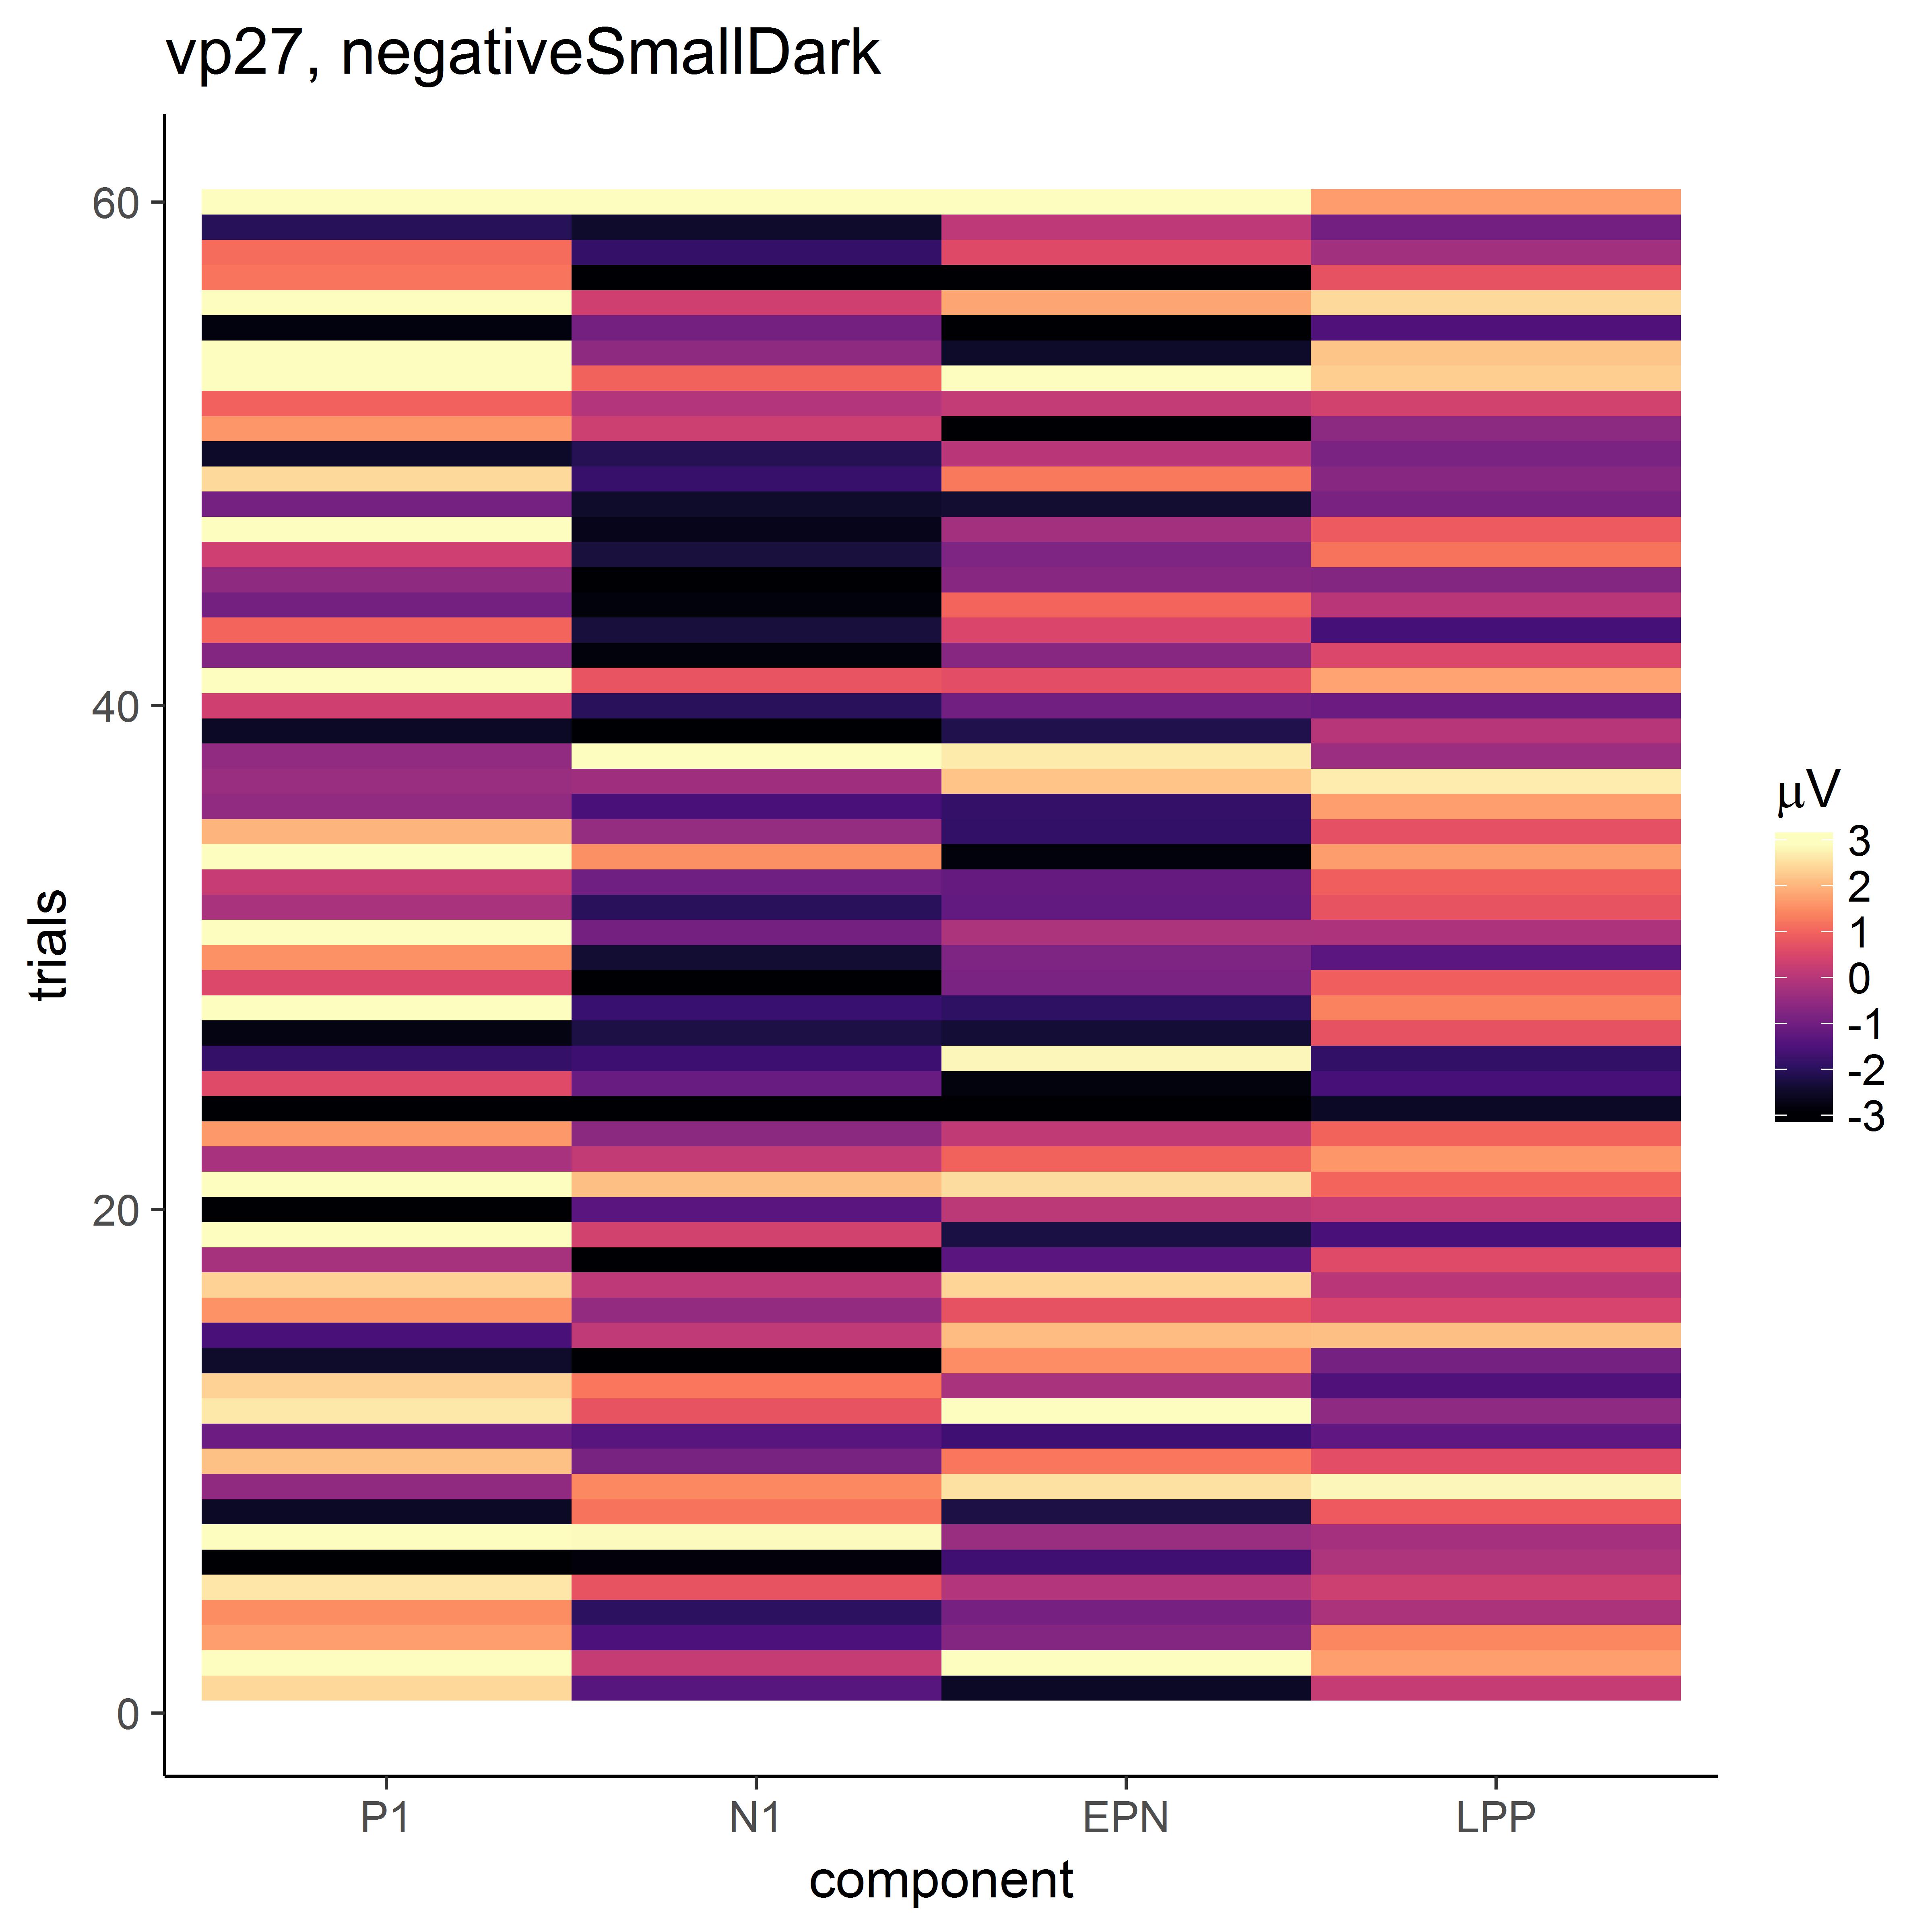 vp27, negativeSmallDark
60
40
20
0
trials
P1 N1 EPN LPP
component
μV
3
2
1
0
-1
-2
-3